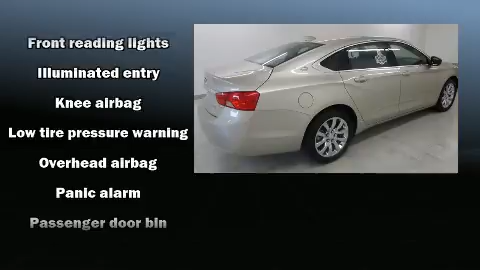 Front reading lights
Illuminated entry
Knee airbag
Low tire pressure warning
Overhead airbag
Panic alarm
Passenger door bin